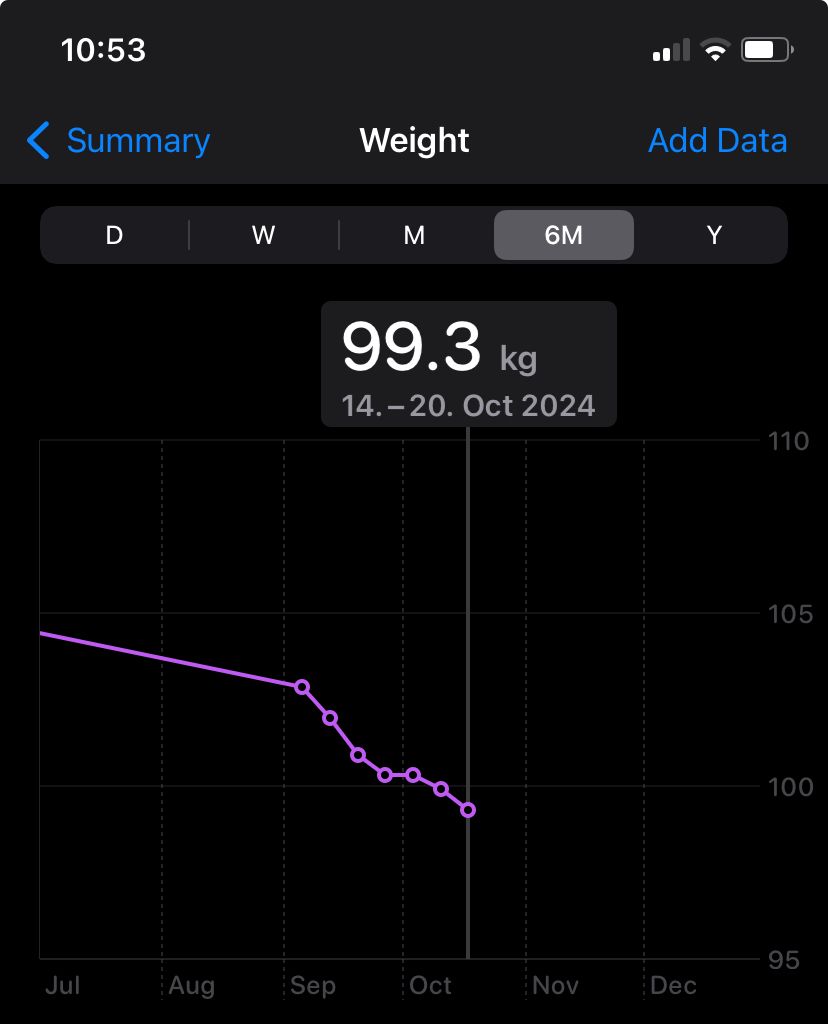 10:53
Summary Weight Add Data
D W M 6M Y
99.3 kg
14.–20. Oct 2024
110
105
100
95
Jul Aug Sep Oct Nov Dec